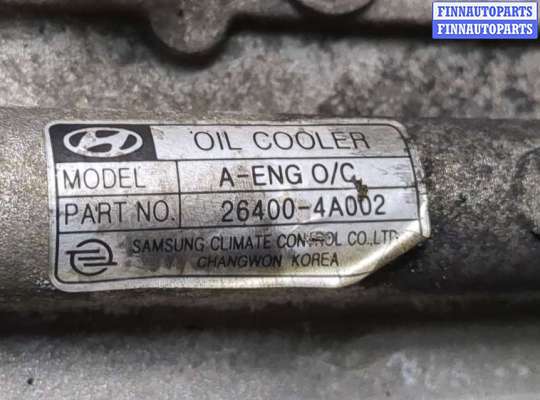 FINNAUTOPARTS
FINNAUTOPARTS
OIL COOLER
MODEL A-ENG O/C
PART NO. 26400-4A002
SAMSUNG CLIMATE CONTROL CO.,LTD
CHANGWON KOREA